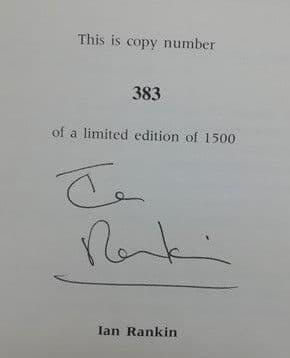 This is copy number
383
of a limited edition of 1500
Ian
Rankin
Ian Rankin